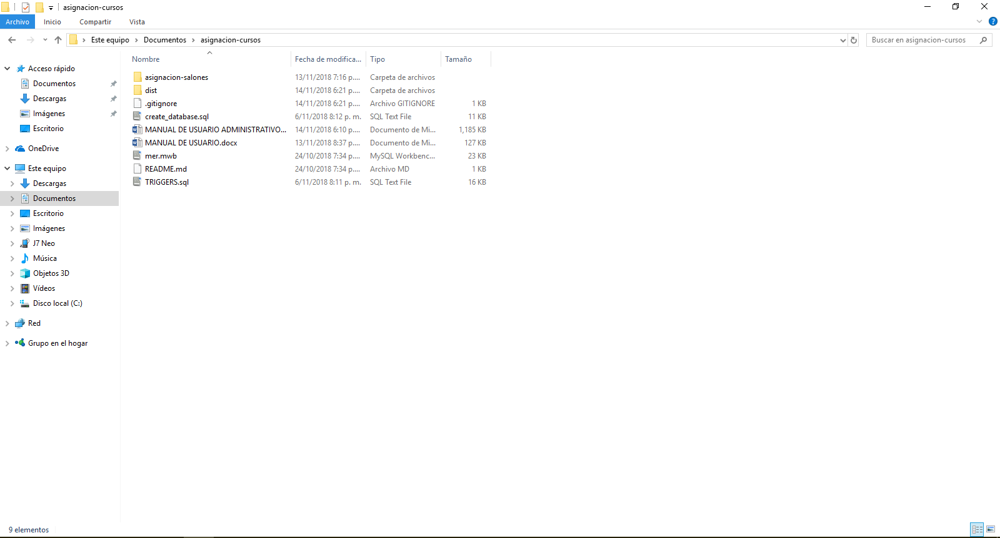 asignacion-cursos
Archivo Inicio Compartir Vista
Este equipo Documentos asignacion-cursos
Buscar en asignacion-cursos
Acceso rápido
Documentos
Descargas
Imágenes
Escritorio
OneDrive
Este equipo
Descargas
Documentos
Escritorio
Imágenes
J7 Neo
Música
Objetos 3D
Vídeos
Disco local (C:)
Red
Grupo en el hogar
Nombre Fecha de modifica... Tipo Tamaño
asignacion-salones 13/11/2018 7:16 p.... Carpeta de archivos
dist 14/11/2018 6:21 p.... Carpeta de archivos
.gitignore 14/11/2018 6:21 p.... Archivo GITIGNORE 1 KB
create_database.sql 6/11/2018 8:12 p. m. SQL Text File 11 KB
MANUAL DE USUARIO ADMINISTRATIVO... 14/11/2018 6:10 p.... Documento de Mi... 1,185 KB
MANUAL DE USUARIO.docx 13/11/2018 8:37 p.... Documento de Mi... 127 KB
mer.mwb 24/10/2018 7:34 p.... MySQL Workbenc... 23 KB
README.md 24/10/2018 7:34 p.... Archivo MD 1 KB
TRIGGERS.sql 6/11/2018 8:11 p. m. SQL Text File 16 KB
9 elementos